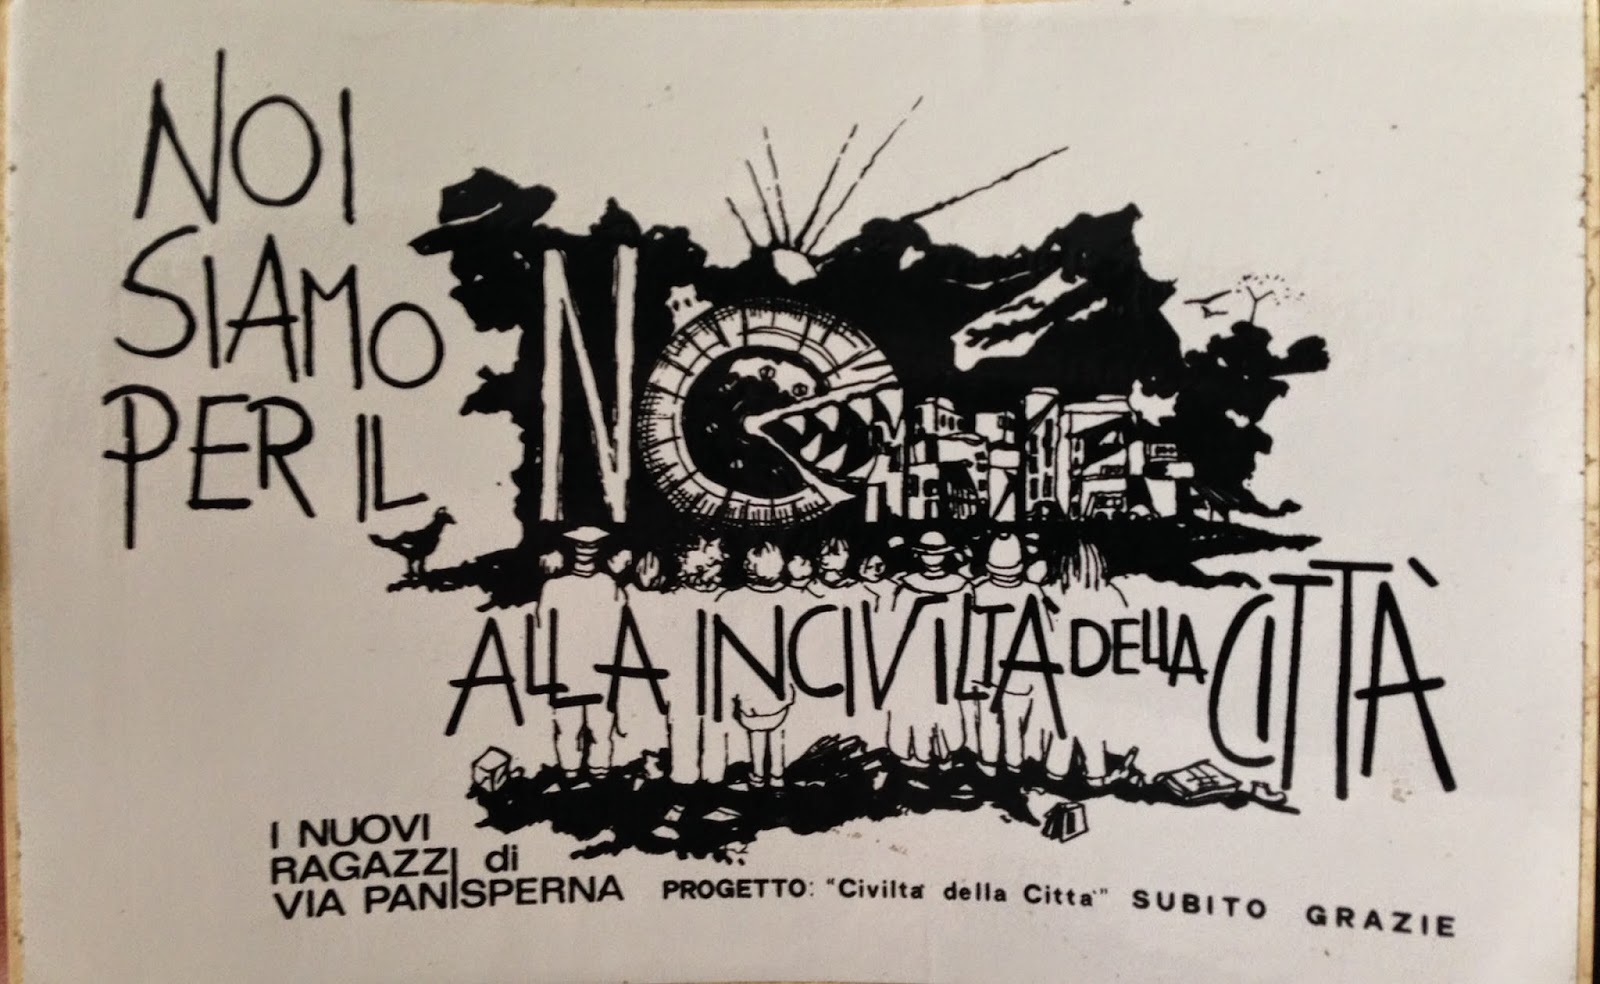 NOI
SIAMO
PER IL
NO
ALLA INCIVILTÀ DELLA CITTÀ
I NUOVI
RAGAZZI di
VIA PANISPERNA
PROGETTO: "Civiltà della Città" SUBITO GRAZIE